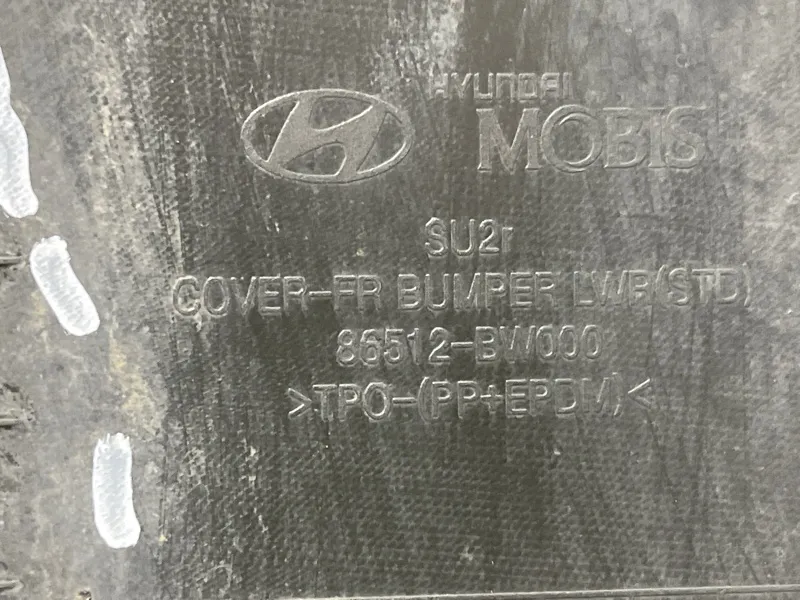 HYUNDAI
MOBIS
SU2r
COVER-FR BUMPER LWR(STD)
86512-BW000
>TPO-(PP+EPDM)<